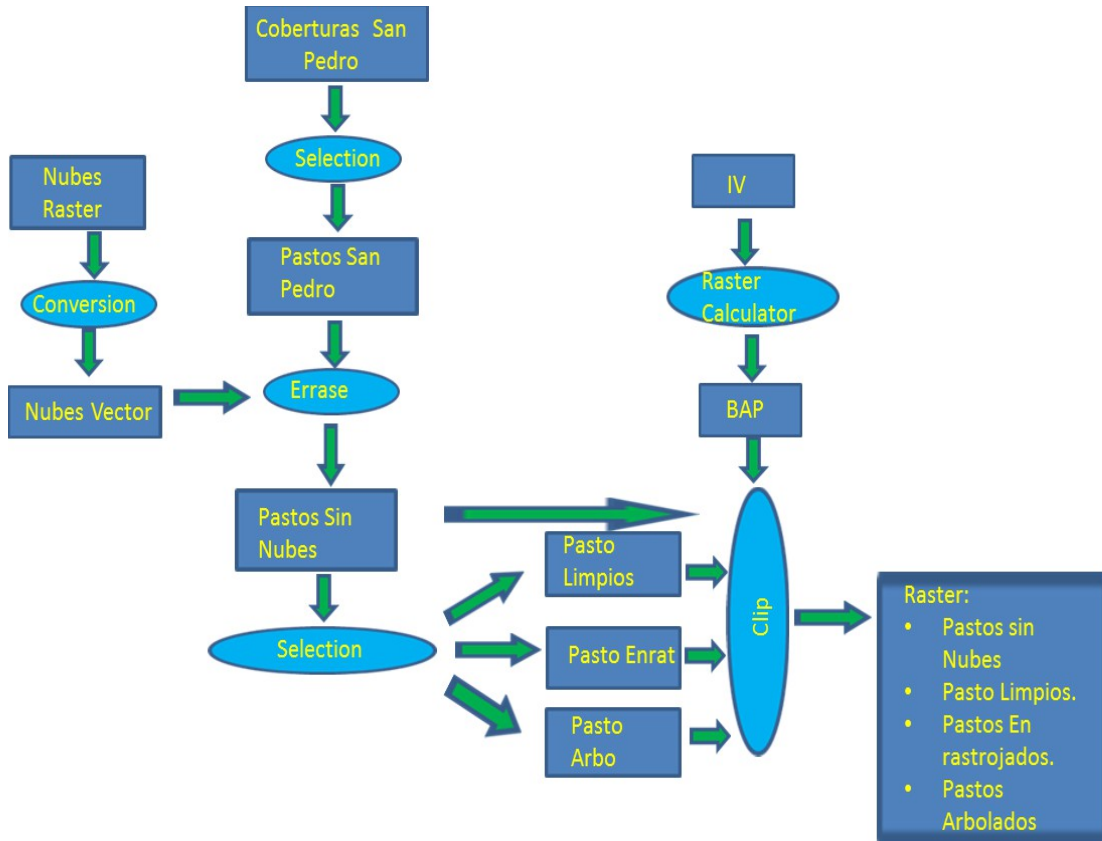 Coberturas San
Pedro
Selection
Nubes
Raster
IV
Pastos San
Pedro
Conversion
Raster
Calculator
Errase
Nubes Vector
BAP
Pastos Sin
Nubes
Pasto
Limpios
Clip
Selection
Pasto Enrat
Pasto
Arbo
Raster:
• Pastos sin
Nubes
• Pasto Limpios.
• Pastos En
rastrojados.
• Pastos
Arbolados